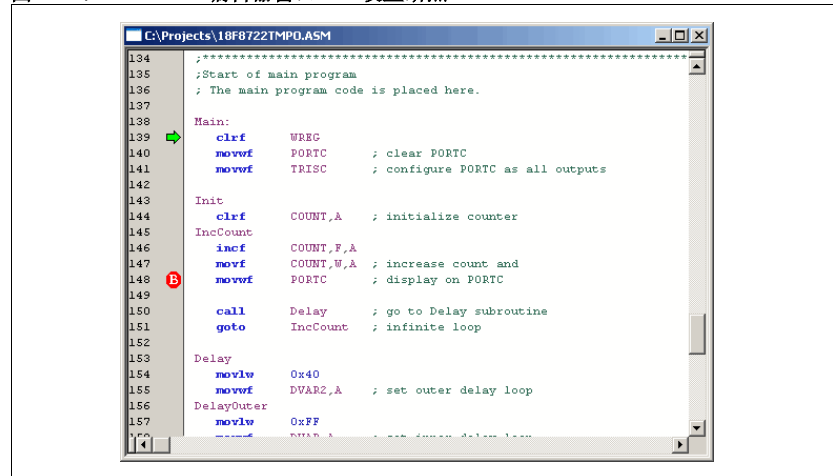 C:\Projects\18F8722TMPO.ASM
134 ;******************************************************************
135 ;Start of main program
136 ; The main program code is placed here.
137
138 Main:
139 clrf WREG
140 movwf PORTC ; clear PORTC
141 movwf TRISC ; configure PORTC as all outputs
142
143 Init
144 clrf COUNT,A ; initialize counter
145 IncCount
146 incf COUNT,F,A
147 movf COUNT,W,A ; increase count and
148 B movwf PORTC ; display on PORTC
149
150 call Delay ; go to Delay subroutine
151 goto IncCount ; infinite loop
152
153 Delay
154 movlw 0x40
155 movwf DVAR2,A ; set outer delay loop
156 DelayOuter
157 movlw 0xFF